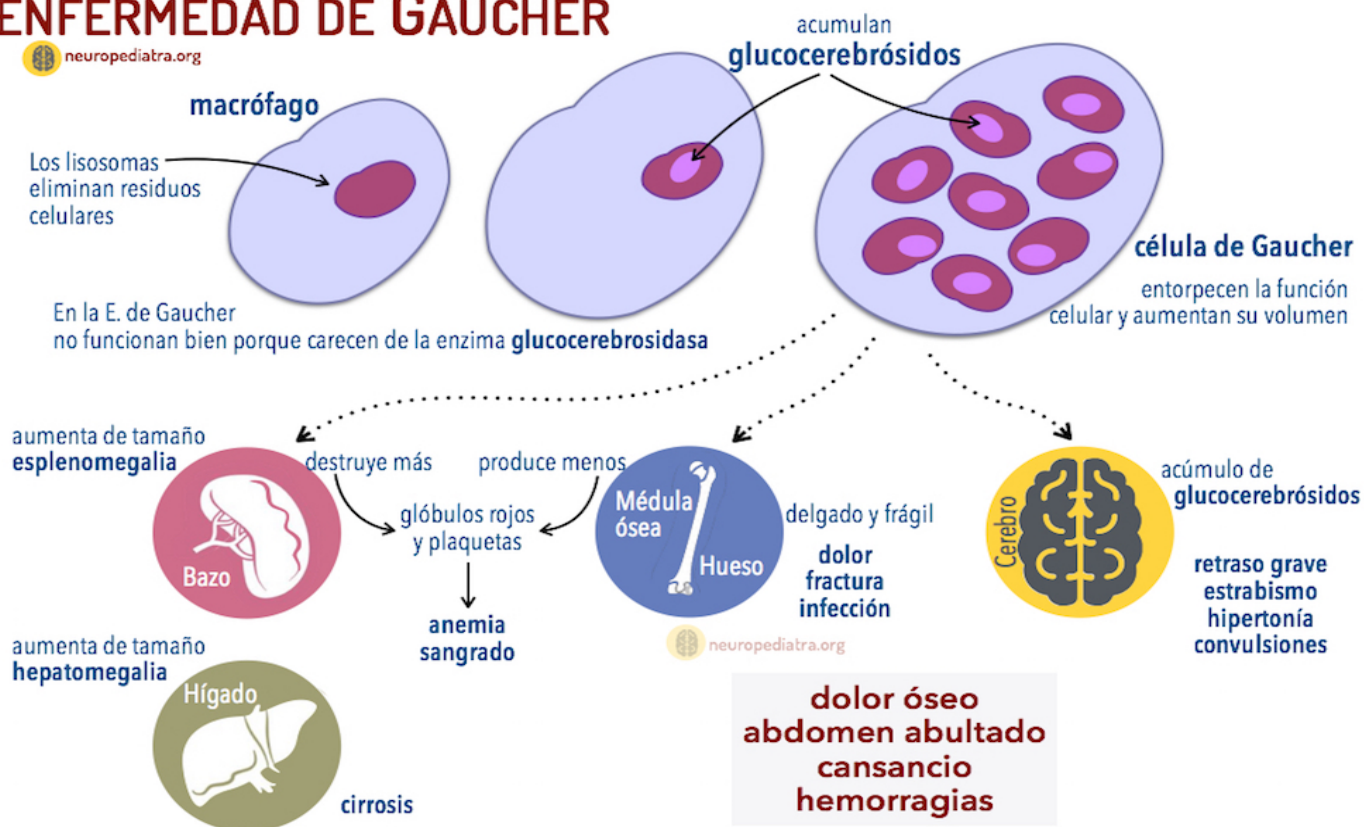 ENFERMEDAD DE GAUCHER
neuropediatra.org
macrófago
Los lisosomas
eliminan residuos
celulares
acumulan
glucocerebrósidos
célula de Gaucher
entorpecen la función
celular y aumentan su volumen
En la E. de Gaucher
no funcionan bien porque carecen de la enzima glucocerebrosidasa
aumenta de tamaño
esplenomegalia
Bazo
destruye más
produce menos
glóbulos rojos
y plaquetas
anemia
sangrado
Médula
ósea
Hueso
delgado y frágil
dolor
fractura
infección
neuropediatra.org
Cerebro
acúmulo de
glucocerebrósidos
retraso grave
estrabismo
hipertonía
convulsiones
aumenta de tamaño
hepatomegalia
Hígado
cirrosis
dolor óseo
abdomen abultado
cansancio
hemorragias